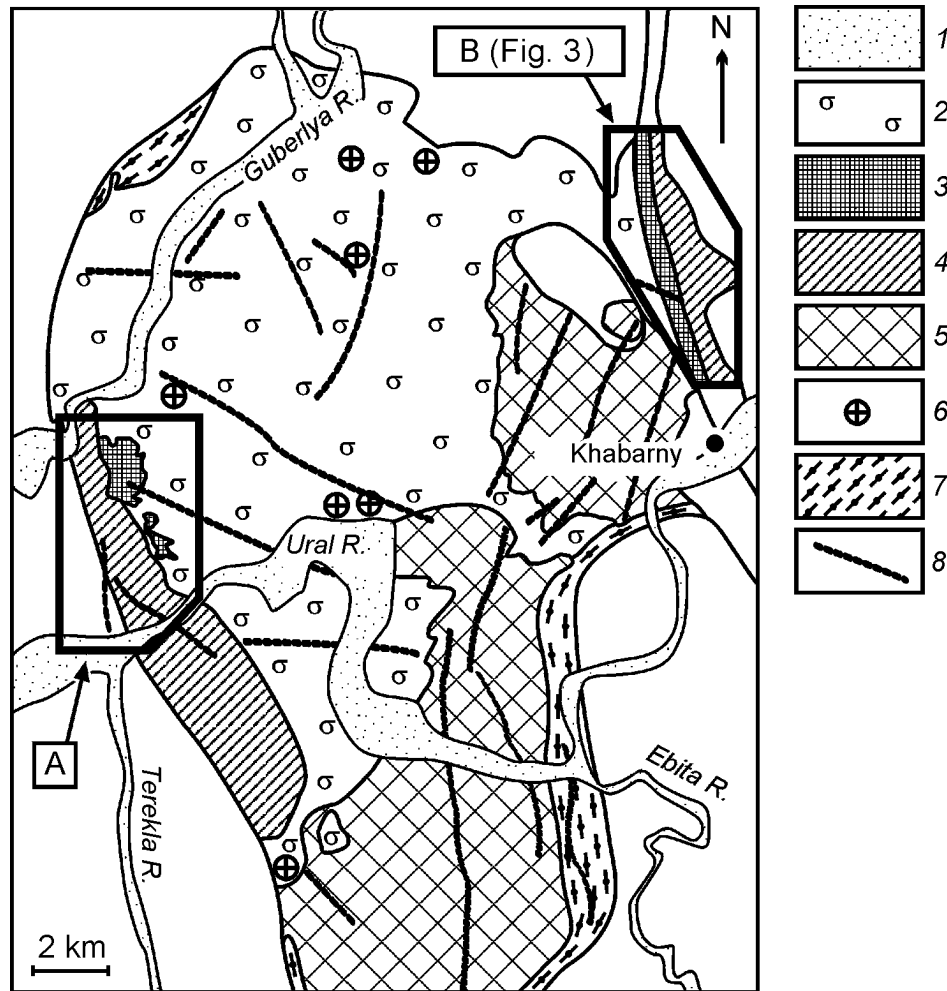 B (Fig. 3)
N
Guberlya R.
Khabarny
Ural R.
A
Terekla R.
Ebita R.
2 km
1
2
3
4
5
6
7
8
σ
σ